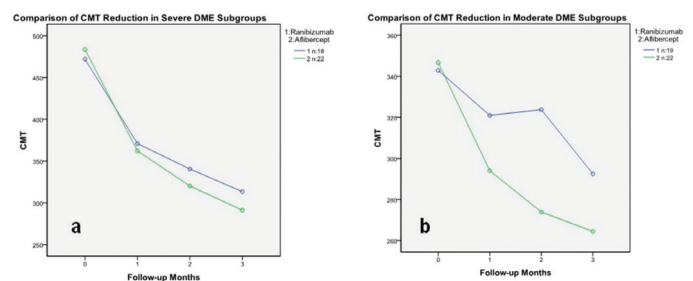 Comparison of CMT Reduction in Severe DME Subgroups
1:Ranibizumab
2:Aflibercept
1 n:18
2 n:22
500
450
400
350
300
250
CMT
a
0 1 2 3
Follow-up Months
Comparison of CMT Reduction in Moderate DME Subgroups
1:Ranibizumab
2:Aflibercept
1 n:19
2 n:22
360
340
320
300
280
260
CMT
b
0 1 2 3
Follow-up Months